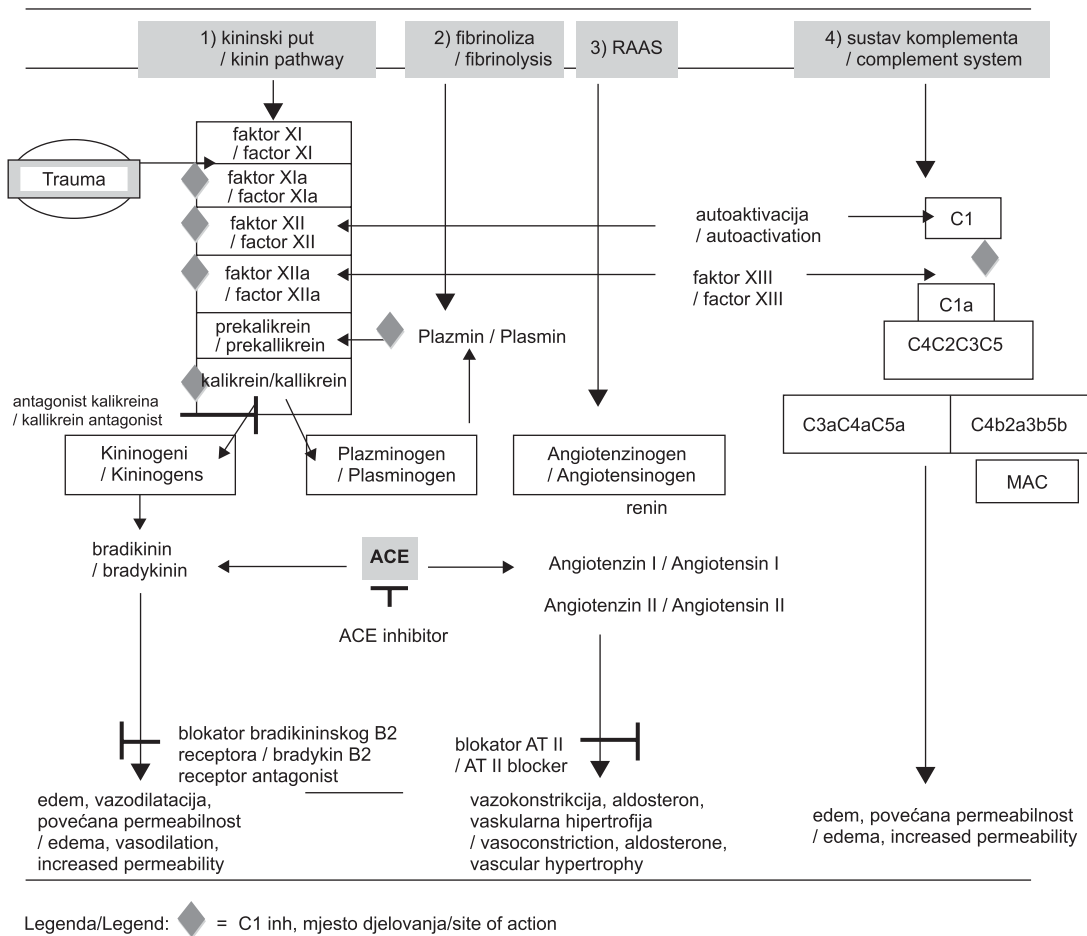 1) kininski put
/ kinin pathway
2) fibrinoliza
/ fibrinolysis
3) RAAS
4) sustav komplementa
/ complement system
faktor XI
/ factor XI
Trauma
faktor XIa
/ factor XIa
faktor XII
/ factor XII
faktor XIIa
/ factor XIIa
prekalikrein
/ prekallikrein
kalikrein/kallikrein
Plazmin / Plasmin
autoaktivacija
/ autoactivation
faktor XIII
/ factor XIII
C1
C1a
C4C2C3C5
C3aC4aC5a
C4b2a3b5b
MAC
antagonist kalikreina
/ kallikrein antagonist
Kininogeni
/ Kininogens
Plazminogen
/ Plasminogen
Angiotenzinogen
/ Angiotensinogen
renin
bradikinin
/ bradykinin
ACE
ACE inhibitor
Angiotenzin I / Angiotensin I
Angiotenzin II / Angiotensin II
blokator bradikininskog B2
receptora / bradykin B2
receptor antagonist
blokator AT II
/ AT II blocker
edem, vazodilatacija,
povećana permeabilnost
/ edema, vasodilation,
increased permeability
vazokonstrikcija, aldosteron,
vaskularna hipertrofija
/ vasoconstriction, aldosterone,
vascular hypertrophy
edem, povećana permeabilnost
/ edema, increased permeability
Legenda/Legend: = C1 inh, mjesto djelovanja/site of action